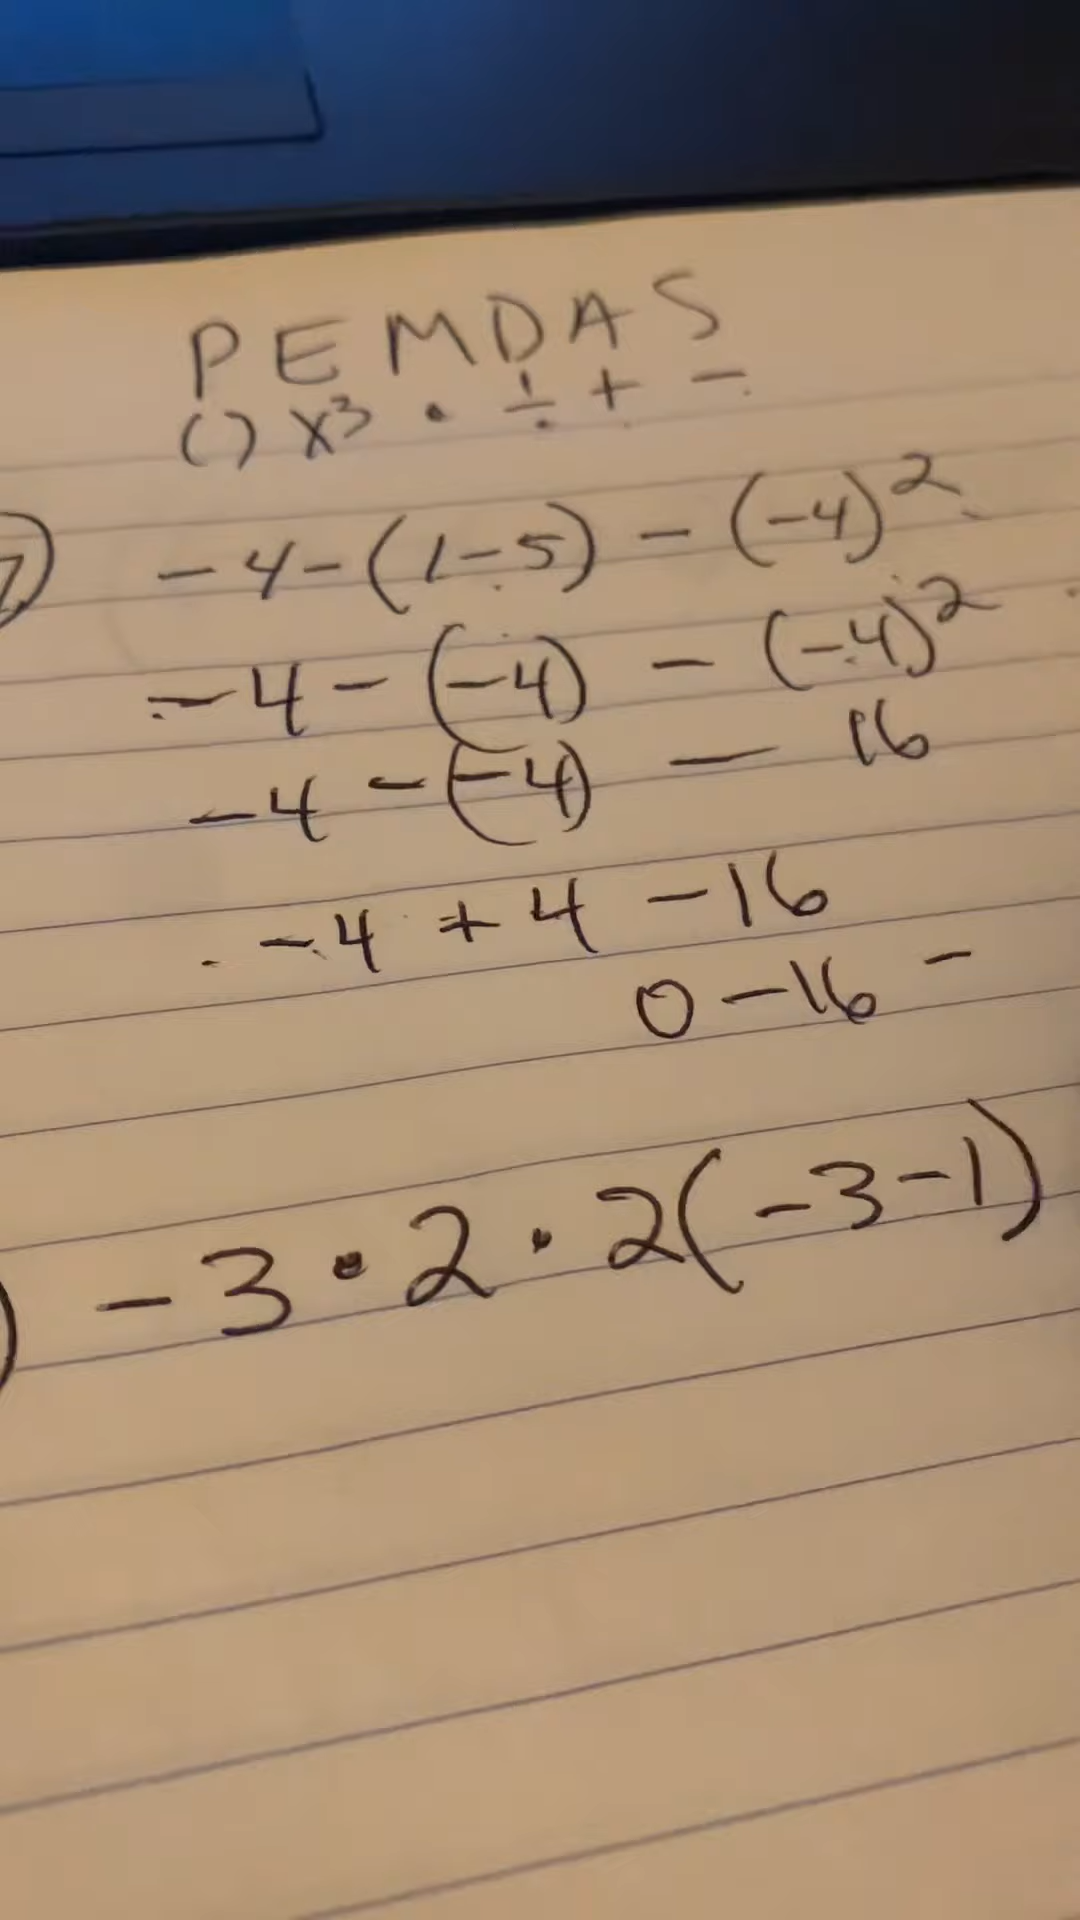 PEMDAS
() x³ · ÷ + −
7) −4−(1−5) − (−4)²
−4 − (−4) − (−4)²
−4 − (−4) − 16
−4 + 4 − 16
0 − 16 −
) −3 · 2 · 2(−3−1)